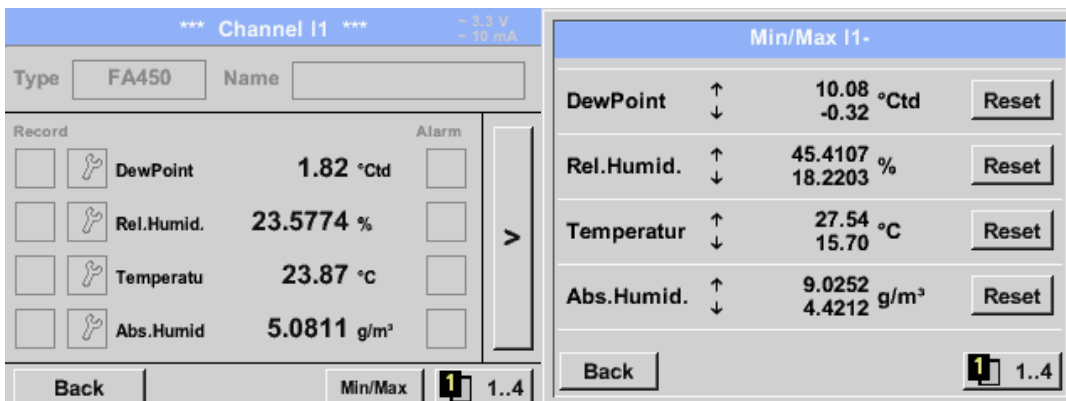 *** Channel I1 ***
~ 3.3 V
~ 10 mA
Type FA450 Name
Record Alarm
DewPoint 1.82 °Ctd
Rel.Humid. 23.5774 %
>
Temperatu 23.87 °C
Abs.Humid 5.0811 g/m³
Back Min/Max 1 1..4
Min/Max I1-
DewPoint ↑ 10.08 °Ctd Reset
↓ -0.32
Rel.Humid. ↑ 45.4107 % Reset
↓ 18.2203
Temperatur ↑ 27.54 °C Reset
↓ 15.70
Abs.Humid. ↑ 9.0252 g/m³ Reset
↓ 4.4212
Back 1 1..4